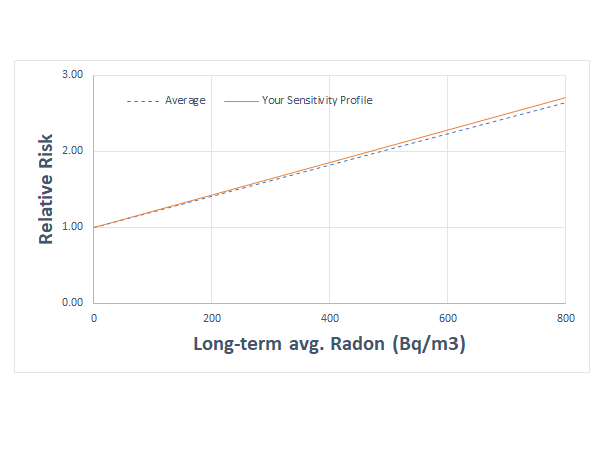 3.00
Average
Your Sensitivity Profile
2.00
Relative Risk
1.00
0.00
0
200
400
600
800
Long-term avg. Radon (Bq/m3)